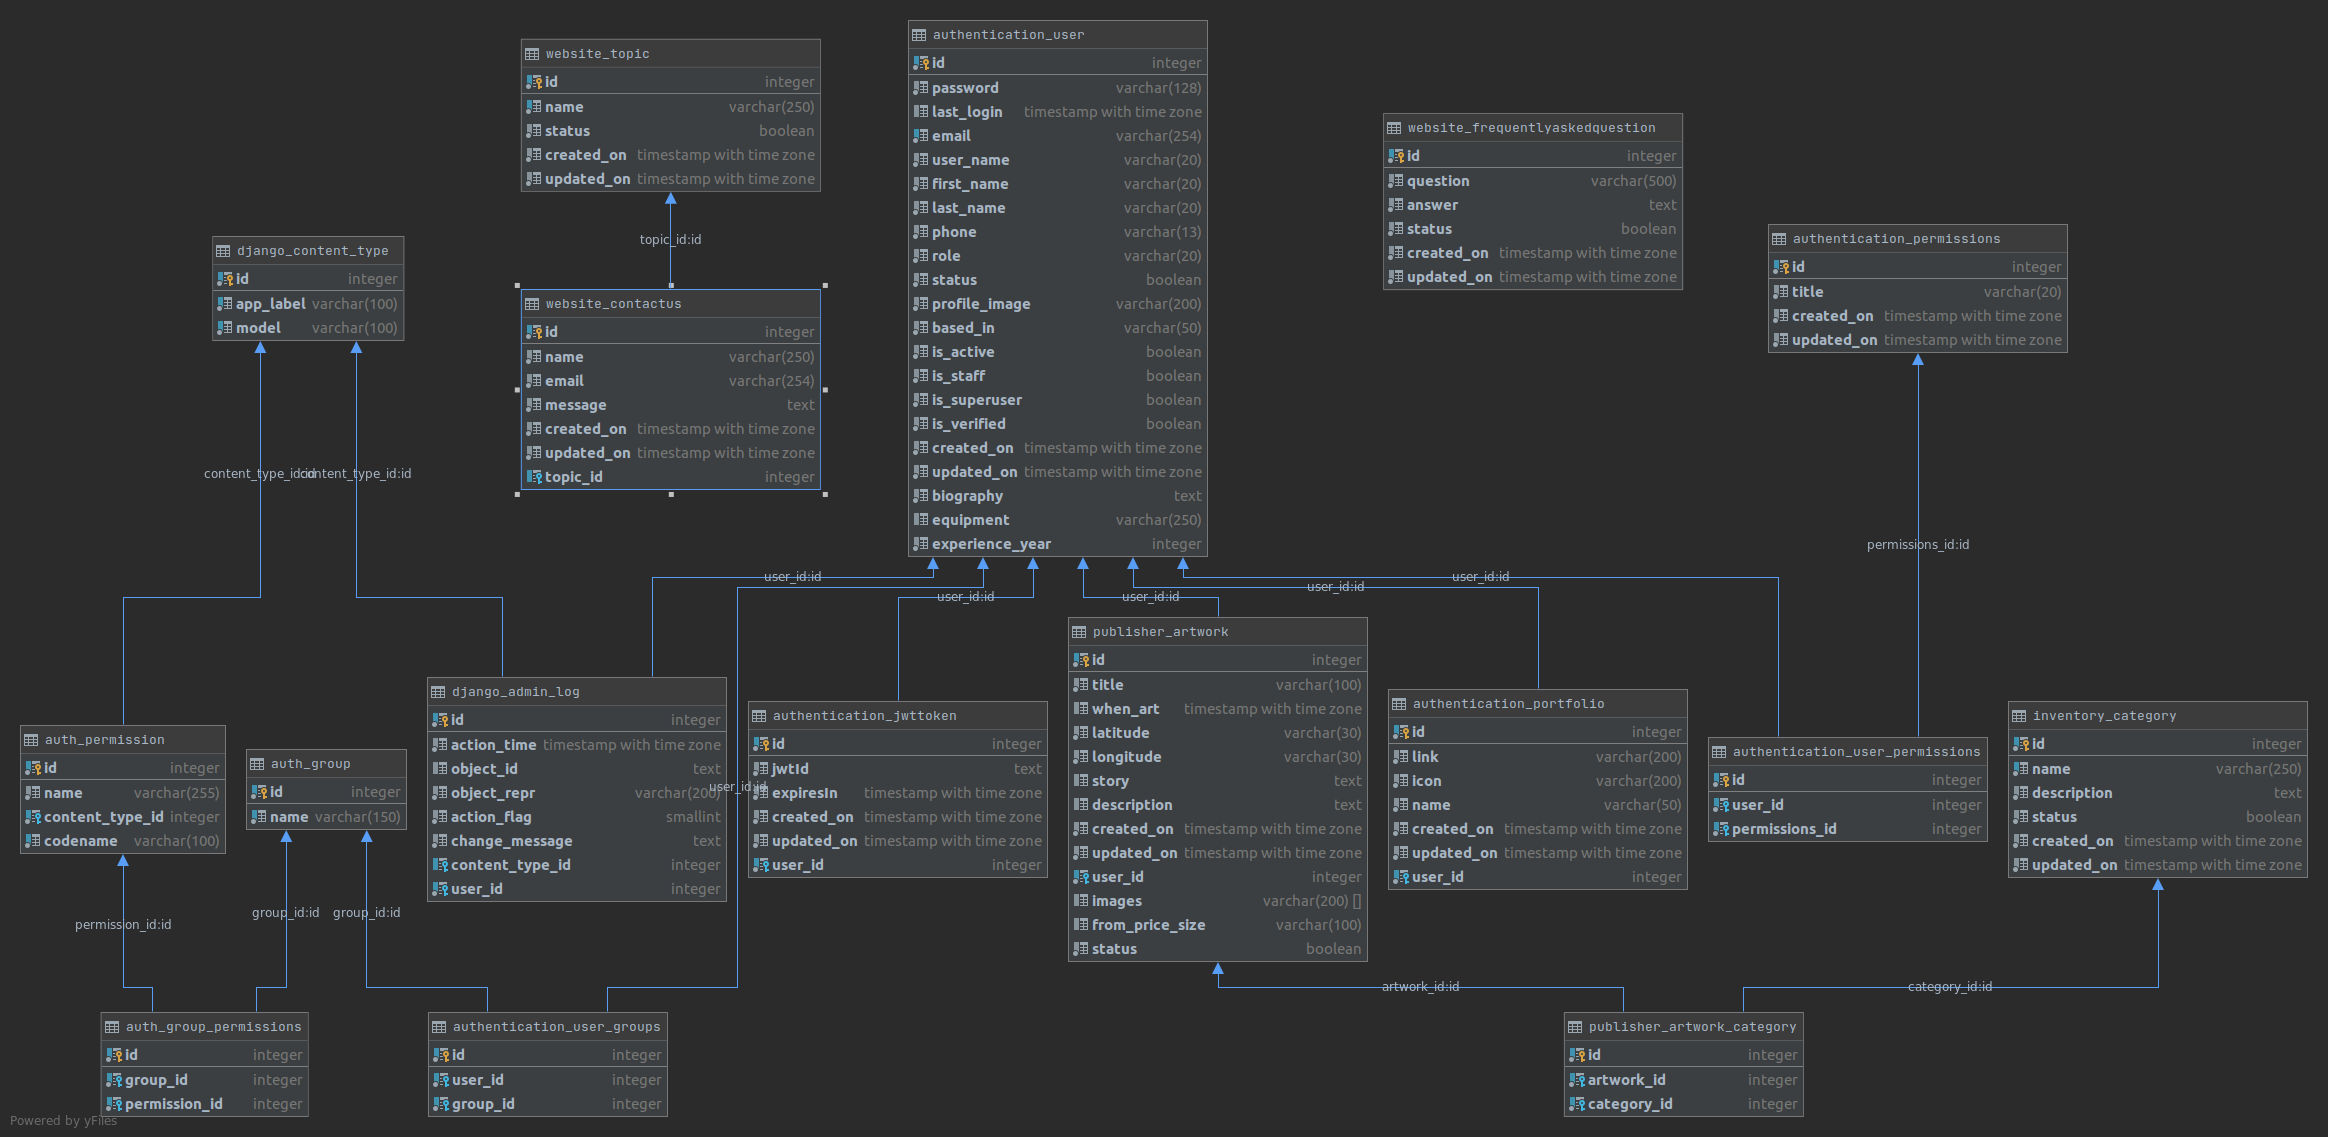 authentication_user
id integer
password varchar(128)
last_login timestamp with time zone
email varchar(254)
user_name varchar(20)
first_name varchar(20)
last_name varchar(20)
phone varchar(13)
role varchar(20)
status boolean
profile_image varchar(200)
based_in varchar(50)
is_active boolean
is_staff boolean
is_superuser boolean
is_verified boolean
created_on timestamp with time zone
updated_on timestamp with time zone
biography text
equipment varchar(250)
experience_year integer
website_topic
id integer
name varchar(250)
status boolean
created_on timestamp with time zone
updated_on timestamp with time zone
topic_id:id
website_contactus
id integer
name varchar(250)
email varchar(254)
message text
created_on timestamp with time zone
updated_on timestamp with time zone
topic_id integer
website_frequentlyaskedquestion
id integer
question varchar(500)
answer text
status boolean
created_on timestamp with time zone
updated_on timestamp with time zone
authentication_permissions
id integer
title varchar(20)
created_on timestamp with time zone
updated_on timestamp with time zone
django_content_type
id integer
app_label varchar(100)
model varchar(100)
content_type_id:id
content_type_id:id
permissions_id:id
user_id:id
user_id:id
user_id:id
user_id:id
user_id:id
user_id:id
publisher_artwork
id integer
title varchar(100)
when_art timestamp with time zone
latitude varchar(30)
longitude varchar(30)
story text
description text
created_on timestamp with time zone
updated_on timestamp with time zone
user_id integer
images varchar(200) []
from_price_size varchar(100)
status boolean
django_admin_log
id integer
action_time timestamp with time zone
object_id text
object_repr varchar(200)
action_flag smallint
change_message text
content_type_id integer
user_id integer
authentication_portfolio
id integer
link varchar(200)
icon varchar(200)
name varchar(50)
created_on timestamp with time zone
updated_on timestamp with time zone
user_id integer
authentication_jwttoken
id integer
jwtId text
expiresIn timestamp with time zone
created_on timestamp with time zone
updated_on timestamp with time zone
user_id integer
inventory_category
id integer
name varchar(250)
description text
status boolean
created_on timestamp with time zone
updated_on timestamp with time zone
auth_permission
id integer
name varchar(255)
content_type_id integer
codename varchar(100)
authentication_user_permissions
id integer
user_id integer
permissions_id integer
auth_group
id integer
name varchar(150)
group_id:id
group_id:id
permission_id:id
artwork_id:id
category_id:id
auth_group_permissions
id integer
group_id integer
permission_id integer
authentication_user_groups
id integer
user_id integer
group_id integer
publisher_artwork_category
id integer
artwork_id integer
category_id integer
Powered by yFiles